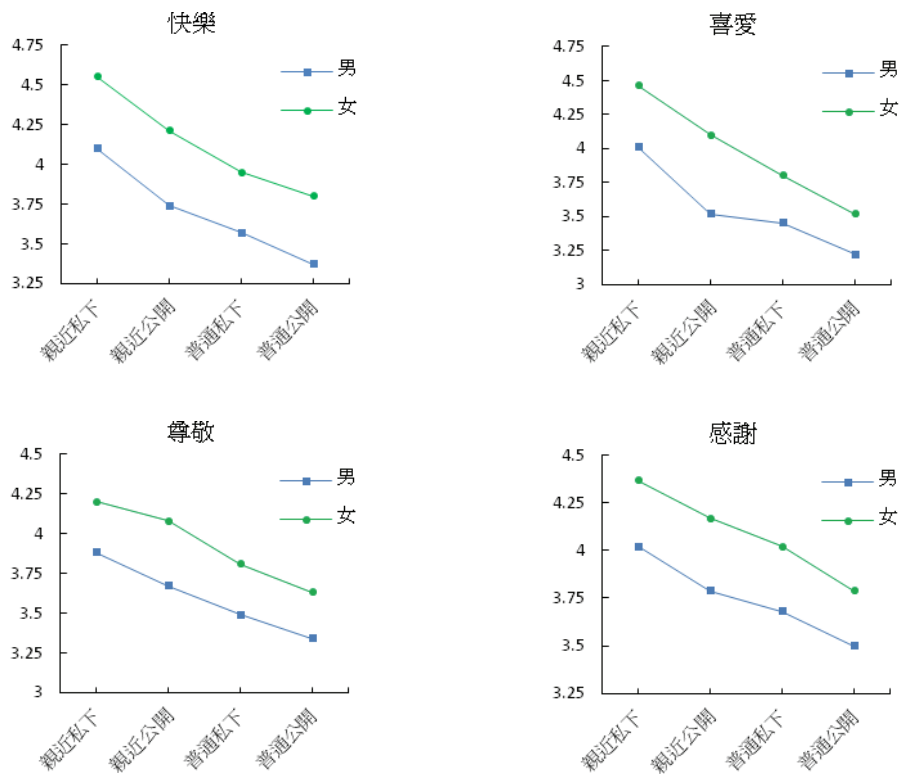 快樂
4.75
4.5
4.25
4
3.75
3.5
3.25
男
女
親近私下
親近公開
普通私下
普通公開
喜愛
4.75
4.5
4.25
4
3.75
3.5
3.25
3
男
女
親近私下
親近公開
普通私下
普通公開
尊敬
4.5
4.25
4
3.75
3.5
3.25
3
男
女
親近私下
親近公開
普通私下
普通公開
感謝
4.5
4.25
4
3.75
3.5
3.25
男
女
親近私下
親近公開
普通私下
普通公開